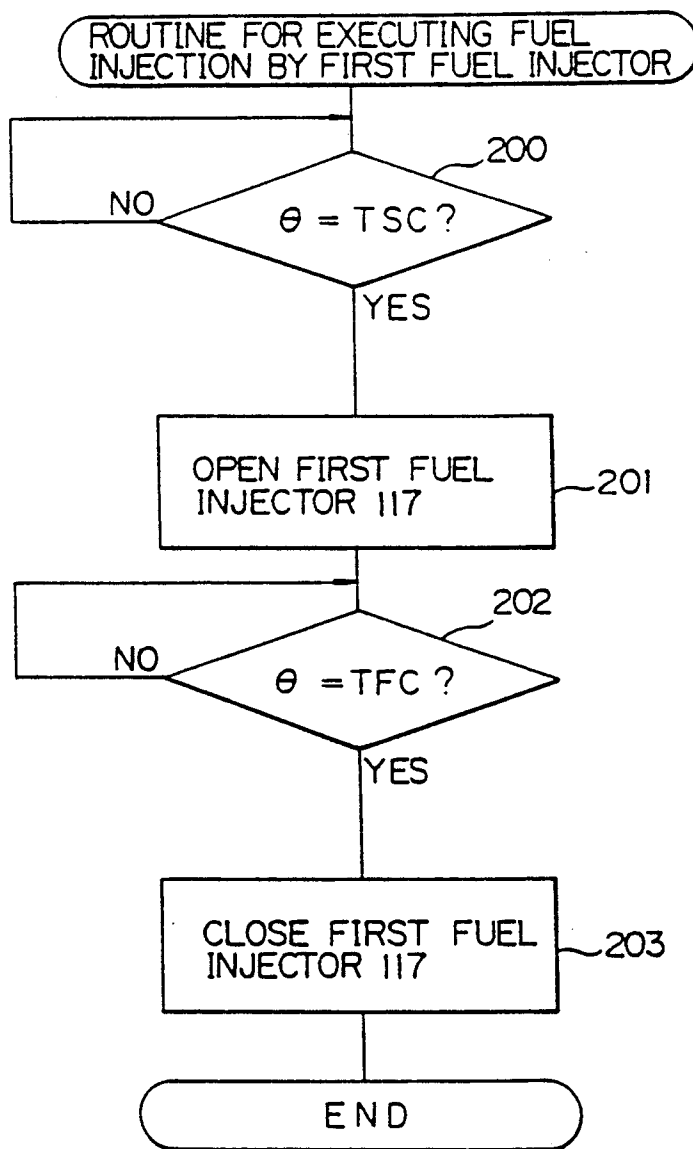 ROUTINE FOR EXECUTING FUEL
INJECTION BY FIRST FUEL INJECTOR
200
NO
θ = TSC?
YES
OPEN FIRST FUEL
INJECTOR 117
201
202
NO
θ = TFC?
YES
CLOSE FIRST FUEL
INJECTOR 117
203
END